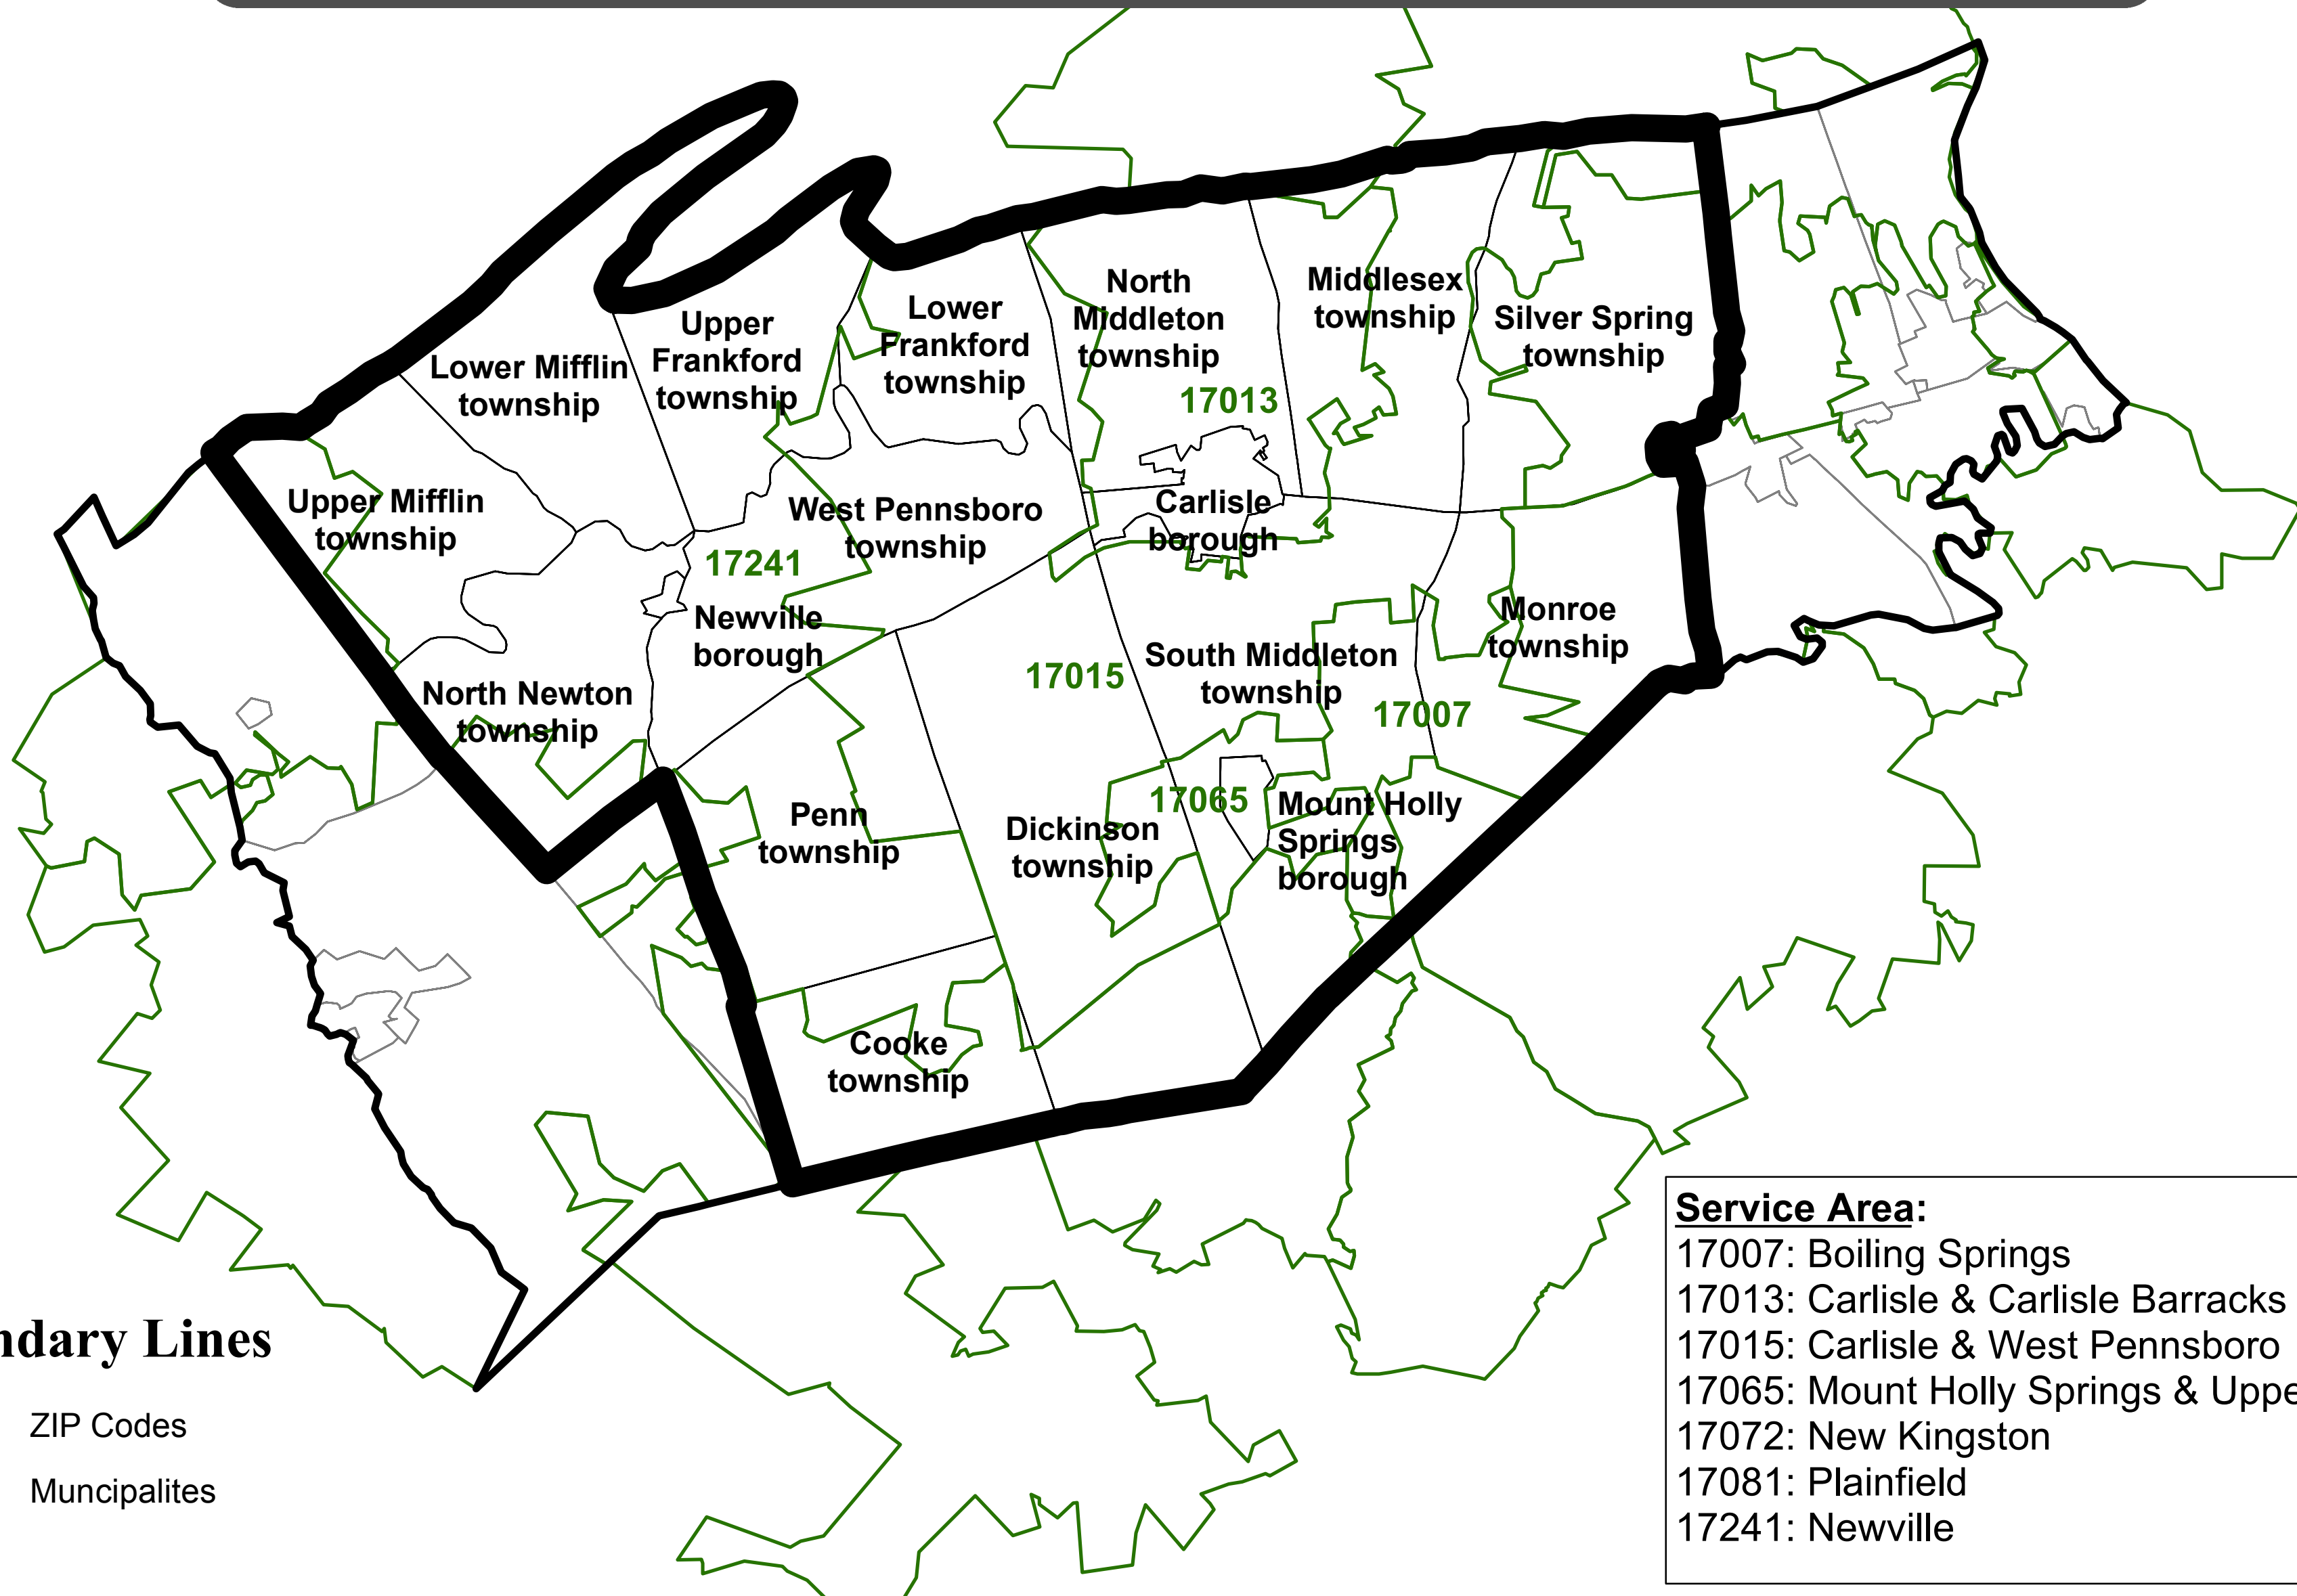 North
Middleton
township
Middlesex
township
Silver Spring
township
Lower
Frankford
township
Upper
Frankford
township
Lower Mifflin
township
17013
Upper Mifflin
township
West Pennsboro
township
Carlisle
borough
17241
Newville
borough
Monroe
township
South Middleton
township
17015
17007
North Newton
township
17065
Mount Holly
Springs
borough
Penn
township
Dickinson
township
Cooke
township
Service Area:
17007: Boiling Springs
17013: Carlisle & Carlisle Barracks
17015: Carlisle & West Pennsboro
17065: Mount Holly Springs & Uppe
17072: New Kingston
17081: Plainfield
17241: Newville
ndary Lines
ZIP Codes
Muncipalites